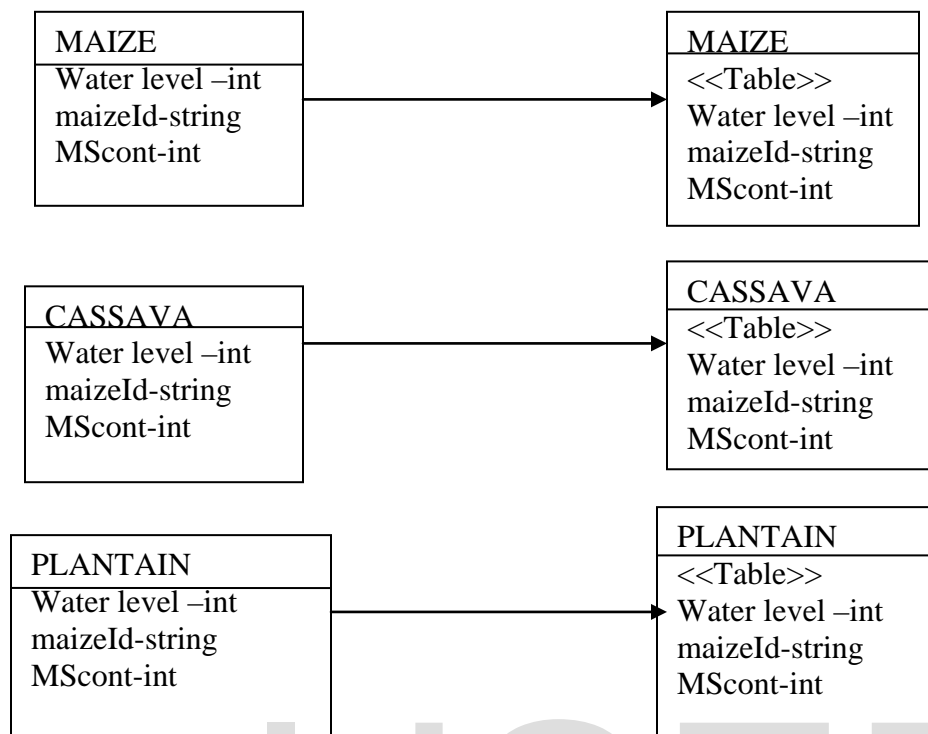 MAIZE
Water level –int
maizeId-string
MScont-int
MAIZE
<<Table>>
Water level –int
maizeId-string
MScont-int
CASSAVA
Water level –int
maizeId-string
MScont-int
CASSAVA
<<Table>>
Water level –int
maizeId-string
MScont-int
PLANTAIN
Water level –int
maizeId-string
MScont-int
PLANTAIN
<<Table>>
Water level –int
maizeId-string
MScont-int